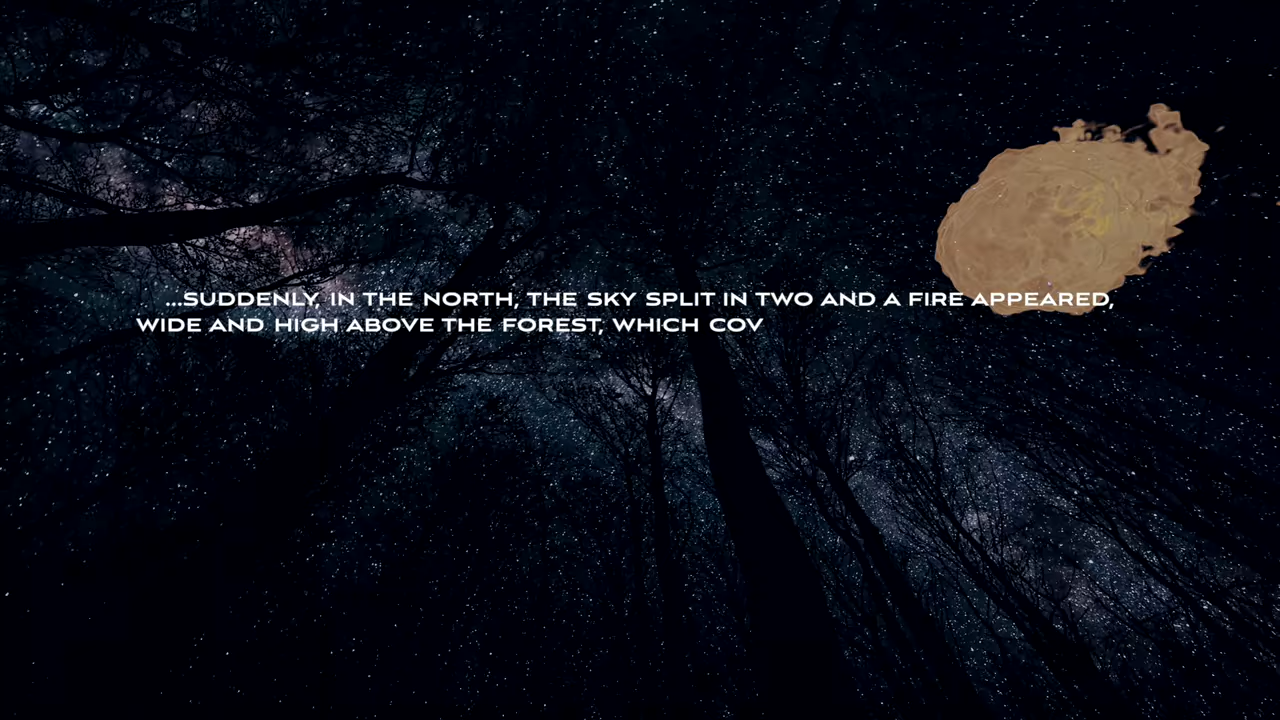 ...SUDDENLY, IN THE NORTH, THE SKY SPLIT IN TWO AND A FIRE APPEARED,
WIDE AND HIGH ABOVE THE FOREST, WHICH COV